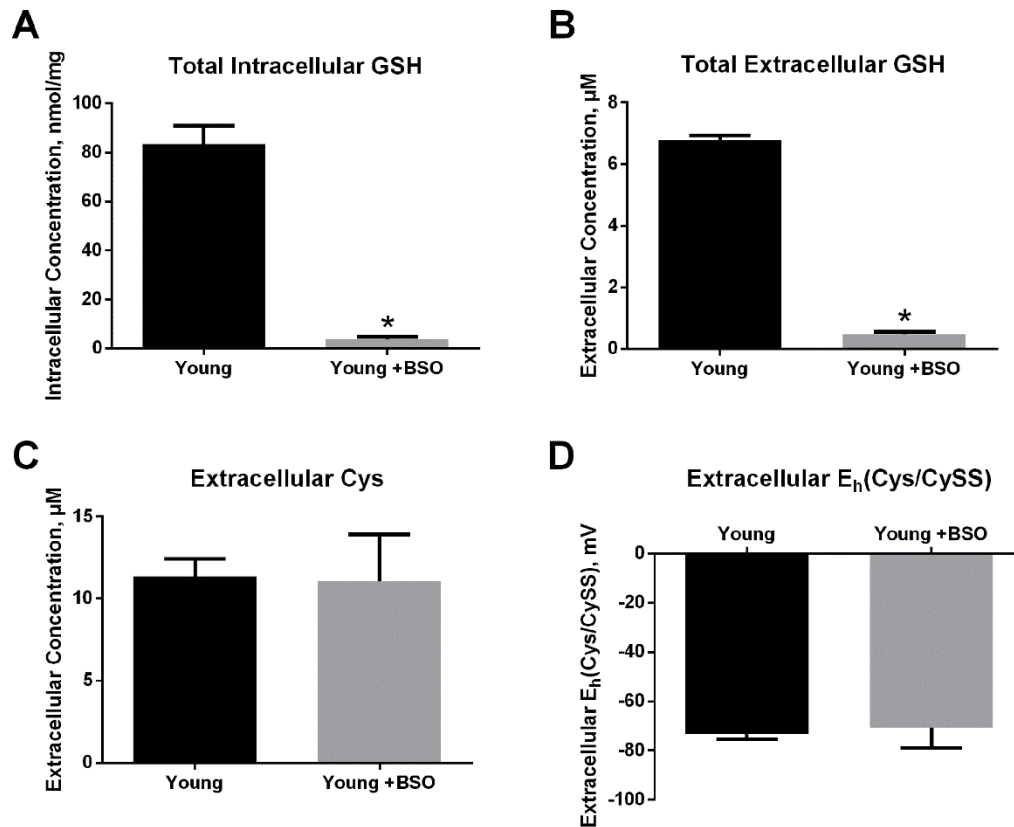 A
Total Intracellular GSH
Intracellular Concentration, nmol/mg
100
80
60
40
20
0
*
Young
Young +BSO
B
Total Extracellular GSH
Extracellular Concentration, µM
8
6
4
2
0
*
Young
Young +BSO
C
Extracellular Cys
Extracellular Concentration, µM
15
10
5
0
Young
Young +BSO
D
Extracellular Eh(Cys/CySS)
Extracellular Eh(Cys/CySS), mV
Young
Young +BSO
0
-20
-40
-60
-80
-100